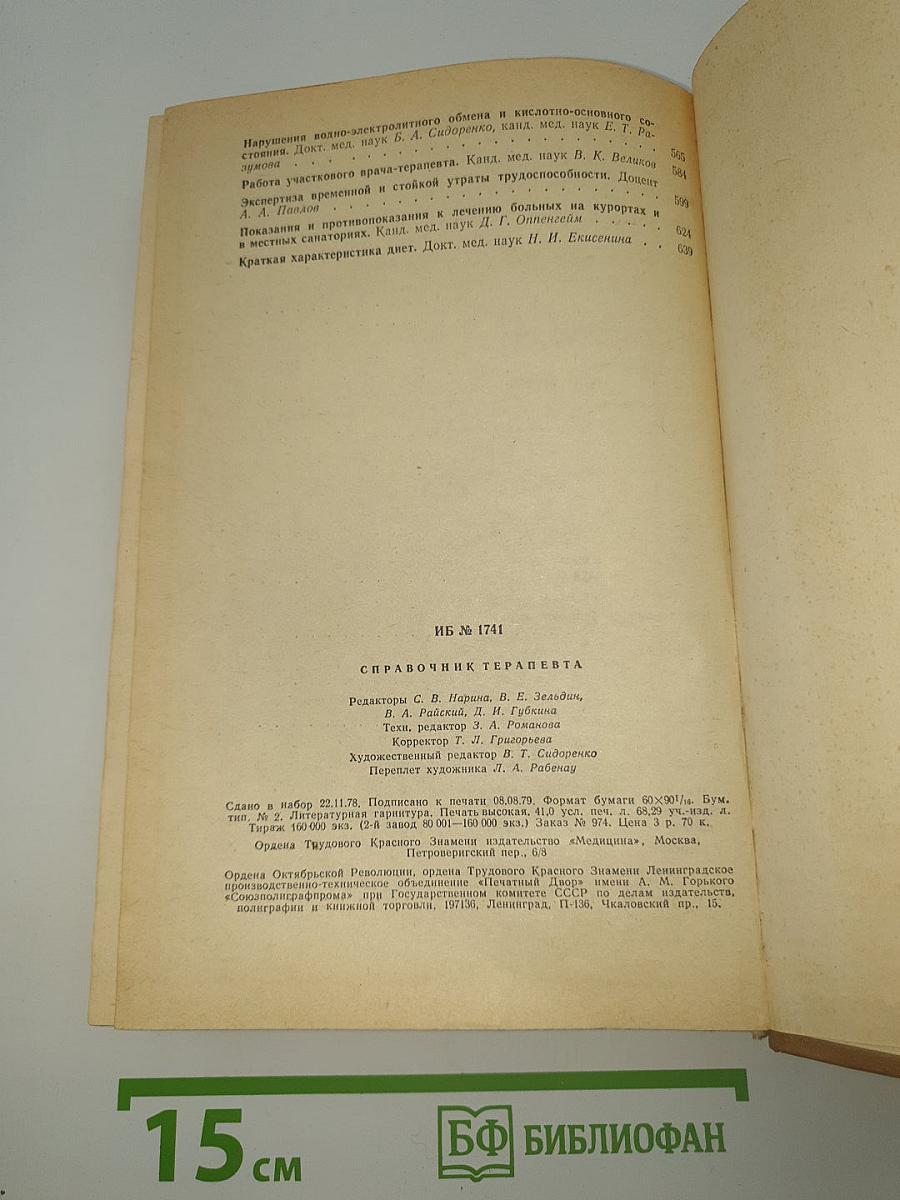 Нарушения водно-электролитного обмена и кислотно-основного со-
стояния. Докт. мед. наук Б. А. Сидоренко, канд. мед. наук Е. Т. Ра-
зумова . . . . . . . . . . . . . . . . . . . . 565
Работа участкового врача-терапевта. Канд. мед. наук В. К. Великов 584
Экспертиза временной и стойкой утраты трудоспособности. Доцент
А. А. Павлов . . . . . . . . . . . . . . . . . . 599
Показания и противопоказания к лечению больных на курортах и
в местных санаториях. Канд. мед. наук Д. Г. Оппенгейм . . . . . 624
Краткая характеристика диет. Докт. мед. наук Н. И. Екисенина . . 639
ИБ № 1741
СПРАВОЧНИК ТЕРАПЕВТА
Редакторы С. В. Нарина, В. Е. Зельдин,
В. А. Райский, Д. И. Губкина
Техн. редактор З. А. Романова
Корректор Т. Л. Григорьева
Художественный редактор В. Т. Сидоренко
Переплет художника Л. А. Рабенау
Сдано в набор 22.11.78. Подписано к печати 08.08.79. Формат бумаги 60×90 1/16. Бум.
тип. № 2. Литературная гарнитура. Печать высокая. 41,0 усл. печ. л. 68,29 уч.-изд. л.
Тираж 160 000 экз. (2-й завод 80 001—160 000 экз.) Заказ № 974. Цена 3 р. 70 к.
Ордена Трудового Красного Знамени издательство «Медицина», Москва,
Петроверигский пер., 6/8
Ордена Октябрьской Революции, ордена Трудового Красного Знамени Ленинградское
производственно-техническое объединение «Печатный Двор» имени А. М. Горького
«Союзполиграфпрома» при Государственном комитете СССР по делам издательств,
полиграфии и книжной торговли, 197136, Ленинград, П-136, Чкаловский пр., 15.
15 см
БФ БИБЛИОФАН